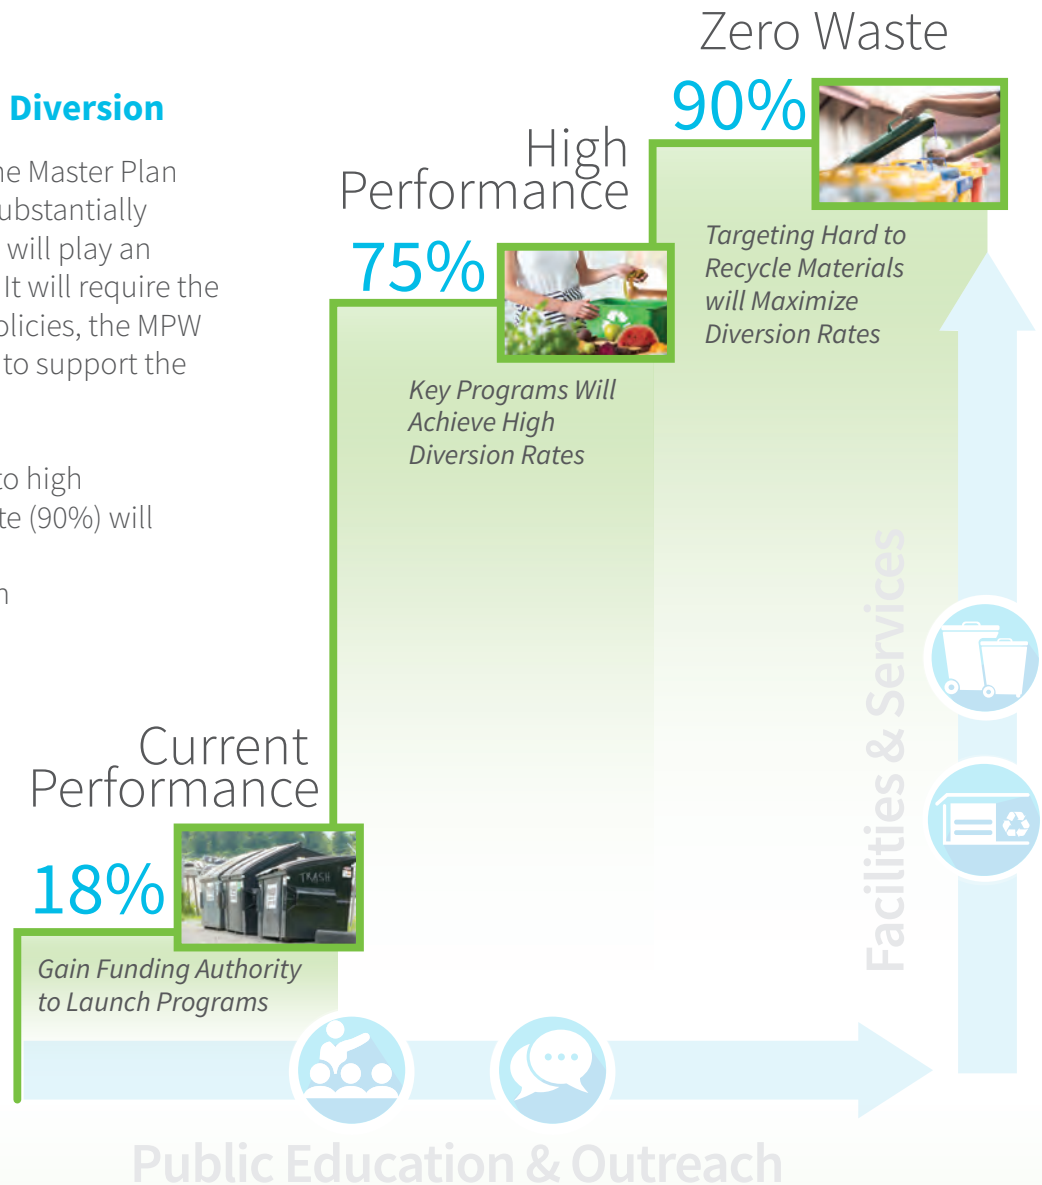 Diversion
he Master Plan
ubstantially
will play an
It will require the
olicies, the MPW
to support the
to high
te (90%) will
n
Zero Waste
90%
Targeting Hard to
Recycle Materials
will Maximize
Diversion Rates
High
Performance
75%
Key Programs Will
Achieve High
Diversion Rates
Current
Performance
18%
TRASH
Gain Funding Authority
to Launch Programs
Facilities & Services
Public Education & Outreach